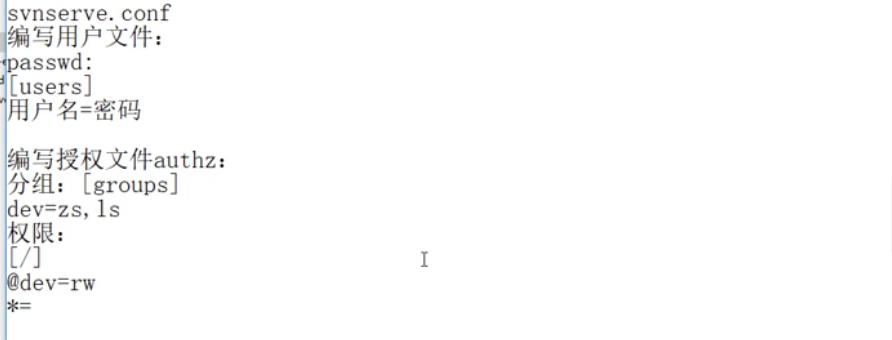 svnserve.conf
编写用户文件：
passwd:
[users]
用户名=密码
编写授权文件authz：
分组：[groups]
dev=zs,ls
权限：
[/]
@dev=rw
*=